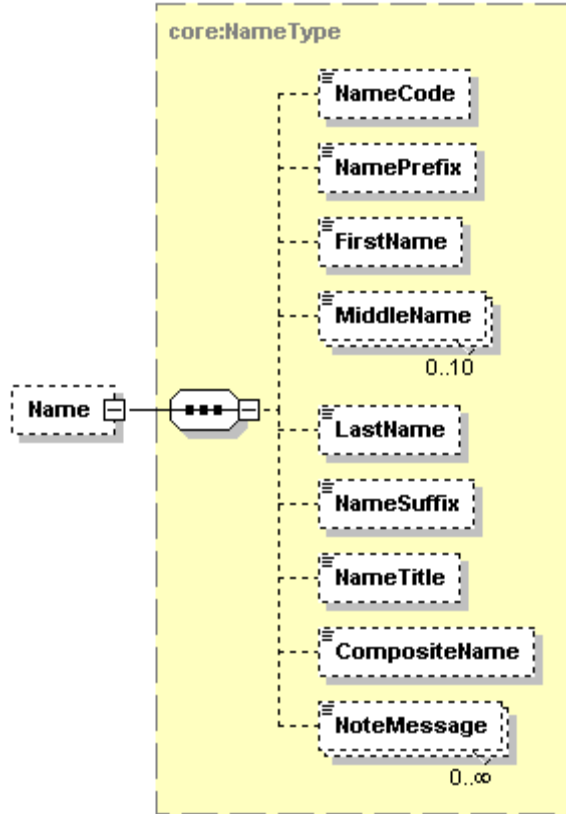 core:NameType
NameCode
NamePrefix
FirstName
MiddleName
0..10
Name
LastName
NameSuffix
NameTitle
CompositeName
NoteMessage
0..∞